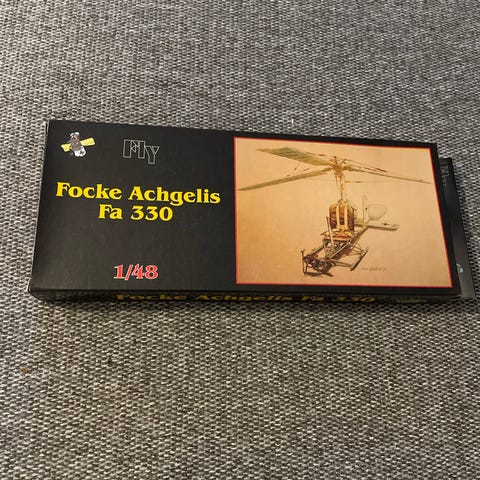 Fly
Focke Achgelis
Fa 330
1/48
Focke Achgelis Fa 330